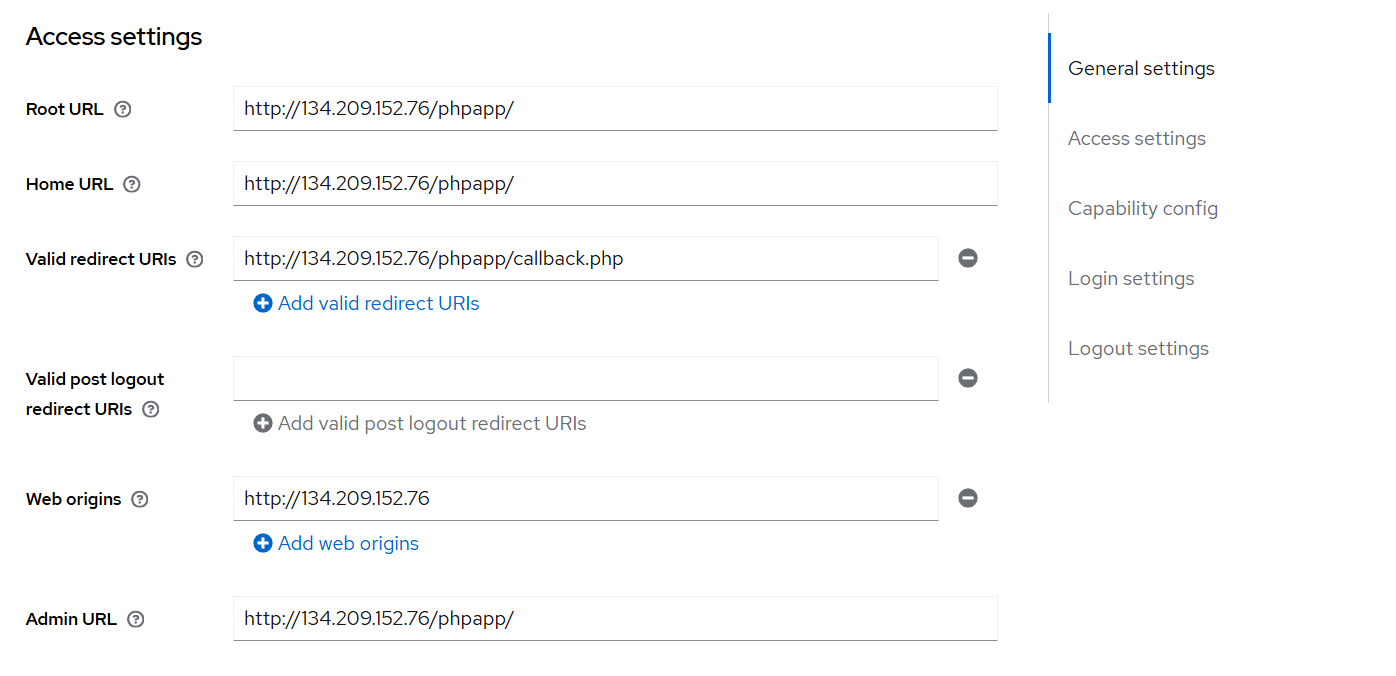 Access settings
Root URL
http://134.209.152.76/phpapp/
Home URL
http://134.209.152.76/phpapp/
Valid redirect URIs
http://134.209.152.76/phpapp/callback.php
Add valid redirect URIs
Valid post logout
redirect URIs
Add valid post logout redirect URIs
Web origins
http://134.209.152.76
Add web origins
Admin URL
http://134.209.152.76/phpapp/
General settings
Access settings
Capability config
Login settings
Logout settings